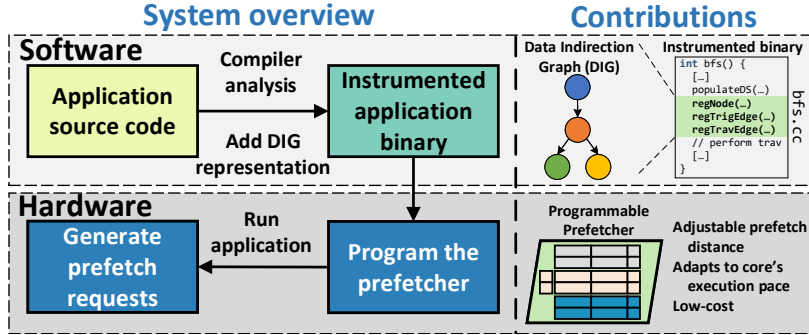 System overview
Contributions
Software
Application
source code
Compiler
analysis
Add DIG
representation
Instrumented
application
binary
Data Indirection
Graph (DIG)
Instrumented binary
int bfs() {
[…]
populateDS(…)
regNode(…)
regTrigEdge(…)
regTravEdge(…)
// perform trav
[…]
}
bfs.cc
Hardware
Generate
prefetch
requests
Run
application
Program the
prefetcher
Programmable
Prefetcher
Adjustable prefetch
distance
Adapts to core's
execution pace
Low-cost